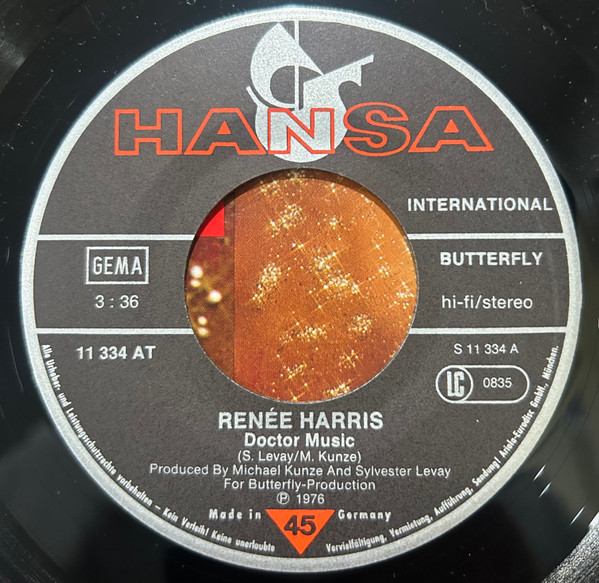 HANSA
INTERNATIONAL
GEMA
BUTTERFLY
3 : 36
hi-fi/stereo
11 334 AT
S 11 334 A
LC 0835
RENÉE HARRIS
Doctor Music
(S. Levay/M. Kunze)
Produced By Michael Kunze And Sylvester Levay
For Butterfly-Production
℗ 1976
Made in 45 Germany
Alle Urheber- und Leistungsschutzrechte vorbehalten – Kein Verleih! Keine unerlaubte Vervielfältigung, Vermietung, Aufführung, Sendung! Ariola-Eurodisc GmbH, München.